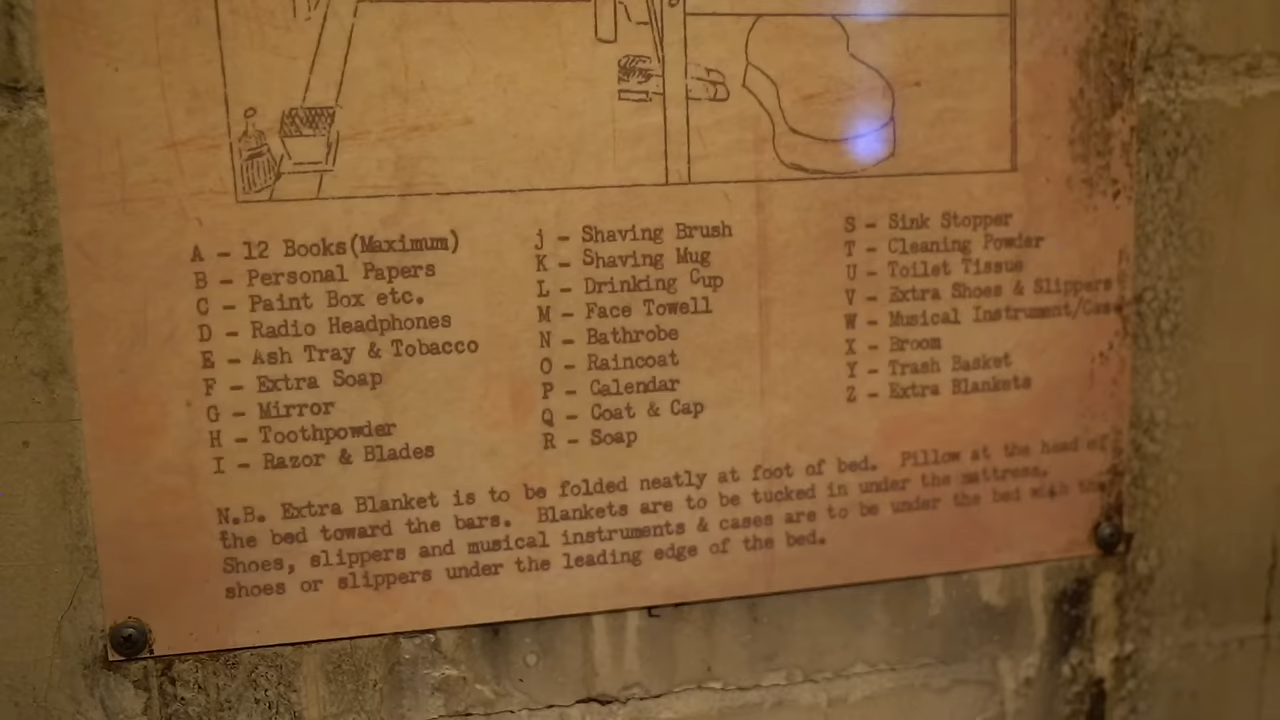 A - 12 Books(Maximum)
B - Personal Papers
C - Paint Box etc.
D - Radio Headphones
E - Ash Tray & Tobacco
F - Extra Soap
G - Mirror
H - Toothpowder
I - Razor & Blades
j - Shaving Brush
K - Shaving Mug
L - Drinking Cup
M - Face Towell
N - Bathrobe
O - Raincoat
P - Calendar
Q - Coat & Cap
R - Soap
S - Sink Stopper
T - Cleaning Powder
U - Toilet Tissue
V - Extra Shoes & Slippers
W - Musical Instrument/Case
X - Broom
Y - Trash Basket
Z - Extra Blankets
N.B. Extra Blanket is to be folded neatly at foot of bed. Pillow at the head of
the bed toward the bars. Blankets are to be tucked in under the mattress.
Shoes, slippers and musical instruments & cases are to be under the bed with the
shoes or slippers under the leading edge of the bed.